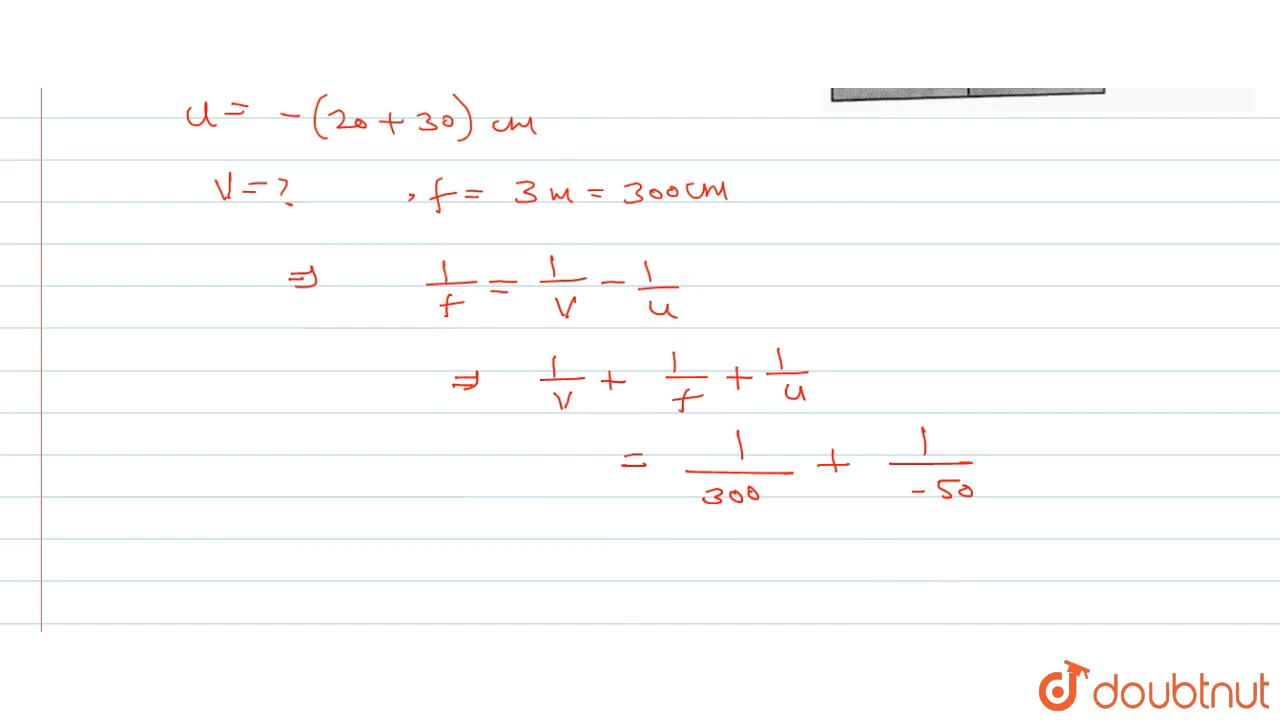 u = - (20 + 30) cm
V = ? , f = 3 m = 300 cm
⇒ 1/f = 1/V - 1/u
⇒ 1/V + 1/f + 1/u
= 1/300 + 1/-50
doubtnut